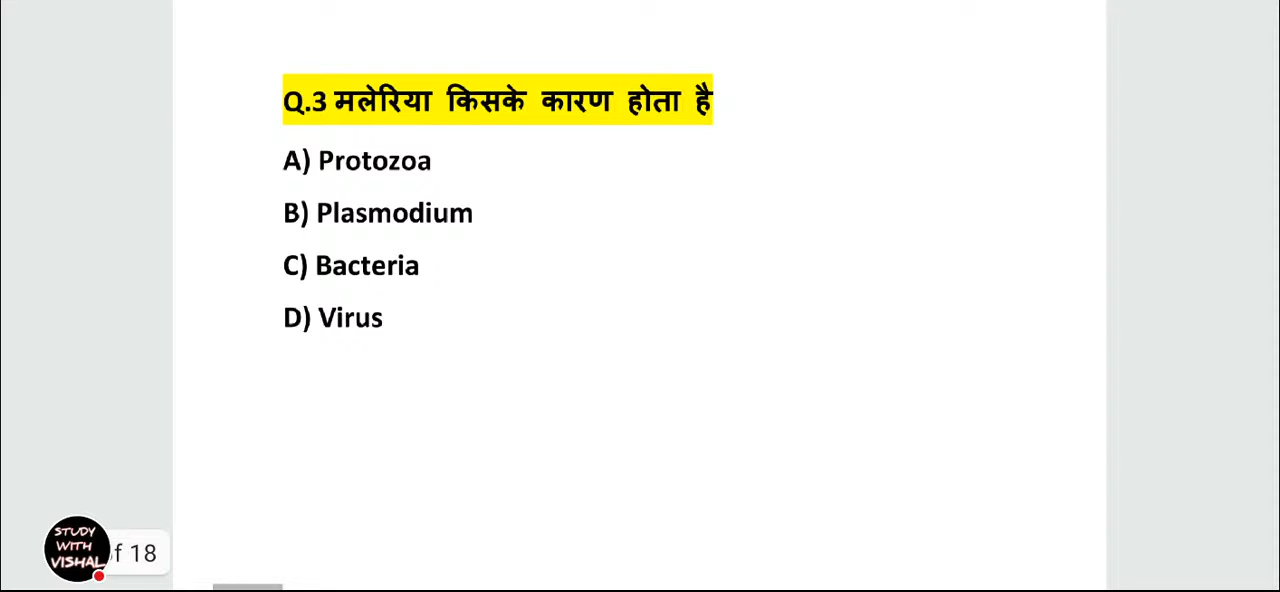 Q.3 मलेरिया किसके कारण होता है
A) Protozoa
B) Plasmodium
C) Bacteria
D) Virus
STUDY
WITH
VISHAL
f 18